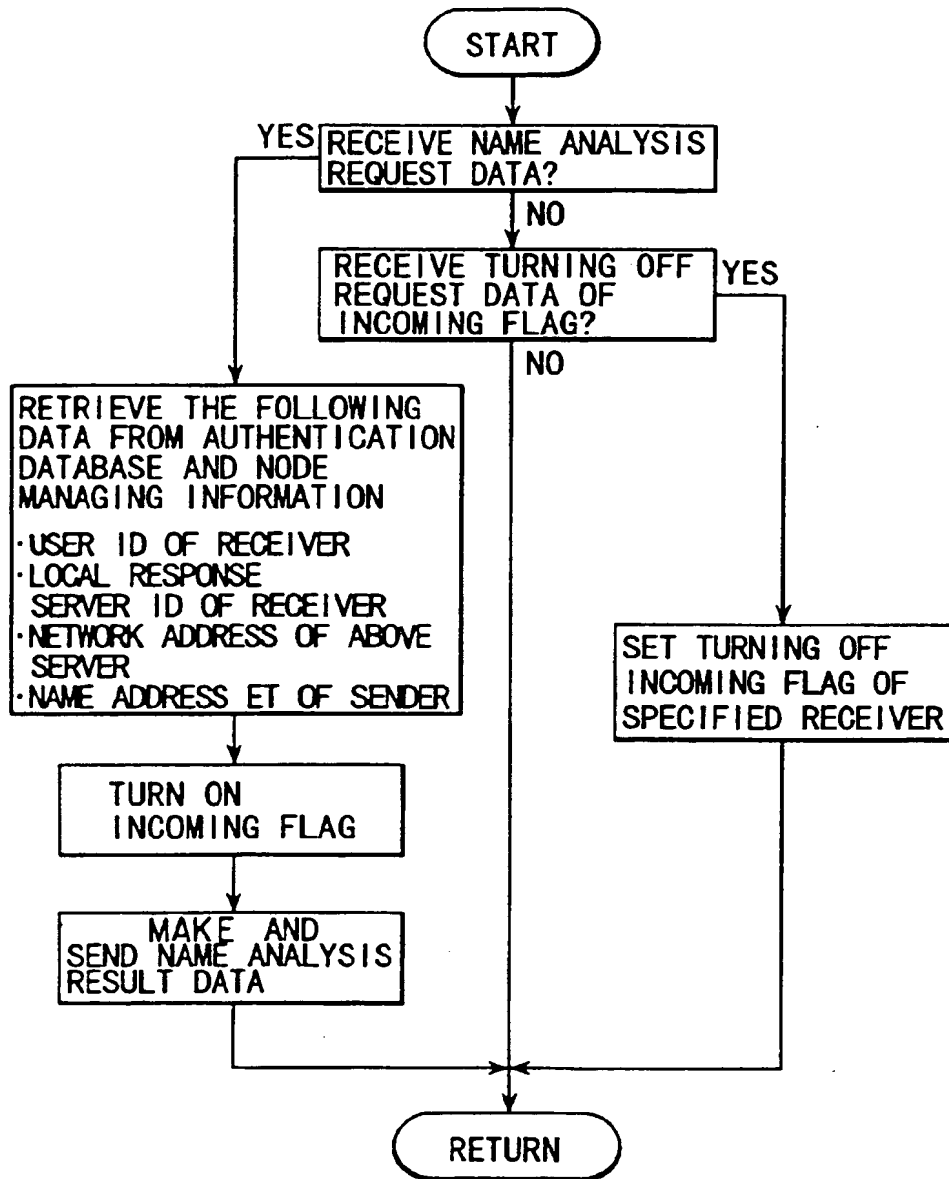 START
YES
RECEIVE NAME ANALYSIS
REQUEST DATA?
NO
RECEIVE TURNING OFF
REQUEST DATA OF
INCOMING FLAG?
YES
NO
RETRIEVE THE FOLLOWING
DATA FROM AUTHENTICATION
DATABASE AND NODE
MANAGING INFORMATION
·USER ID OF RECEIVER
·LOCAL RESPONSE
SERVER ID OF RECEIVER
·NETWORK ADDRESS OF ABOVE
SERVER
·NAME ADDRESS ET OF SENDER
SET TURNING OFF
INCOMING FLAG OF
SPECIFIED RECEIVER
TURN ON
INCOMING FLAG
MAKE AND
SEND NAME ANALYSIS
RESULT DATA
RETURN